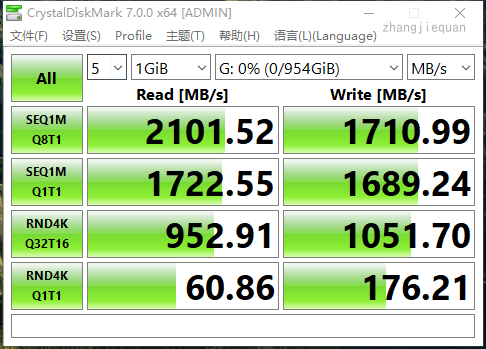 CrystalDiskMark 7.0.0 x64 [ADMIN]
zhangjiequan
文件(F) 设置(S) Profile 主题(T) 帮助(H) 语言(L)(Language)
All 5 1GiB G: 0% (0/954GiB) MB/s
Read [MB/s] Write [MB/s]
SEQ1M
Q8T1
2101.52 1710.99
SEQ1M
Q1T1
1722.55 1689.24
RND4K
Q32T16
952.91 1051.70
RND4K
Q1T1
60.86 176.21